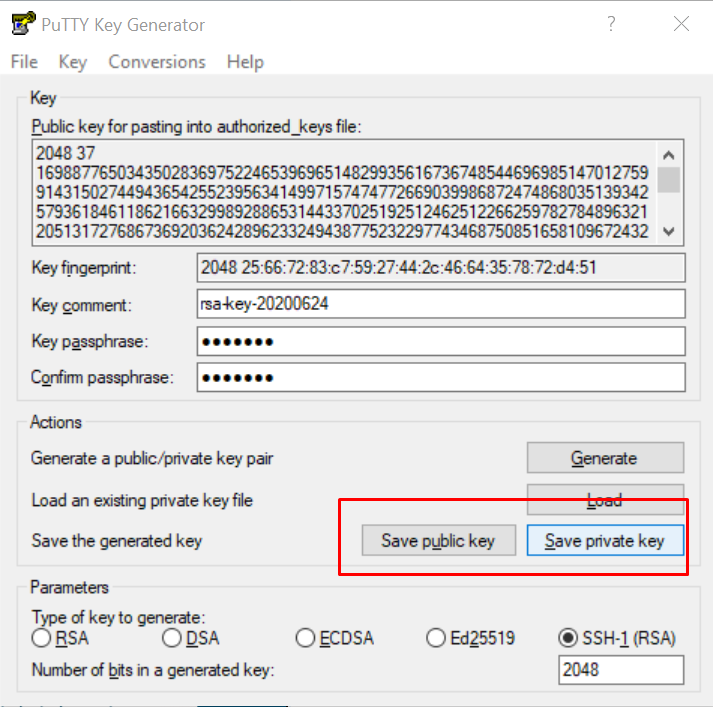 PuTTY Key Generator
File Key Conversions Help
Key
Public key for pasting into authorized_keys file:
2048 37
16988776503435028369752246539696514829935616736748544696985147012759
91431502744943654255239563414997157474772669039986872474868035139342
579361846118621663299892886531443370251925124625122662597827848963 21
205131727686736920362428962332494387752322977434687508516581096724 32
Key fingerprint: 2048 25:66:72:83:c7:59:27:44:2c:46:64:35:78:72:d4:51
Key comment: rsa-key-20200624
Key passphrase: ●●●●●●●
Confirm passphrase: ●●●●●●●
Actions
Generate a public/private key pair Generate
Load an existing private key file Load
Save the generated key Save public key Save private key
Parameters
Type of key to generate:
RSA DSA ECDSA Ed25519 SSH-1 (RSA)
Number of bits in a generated key: 2048